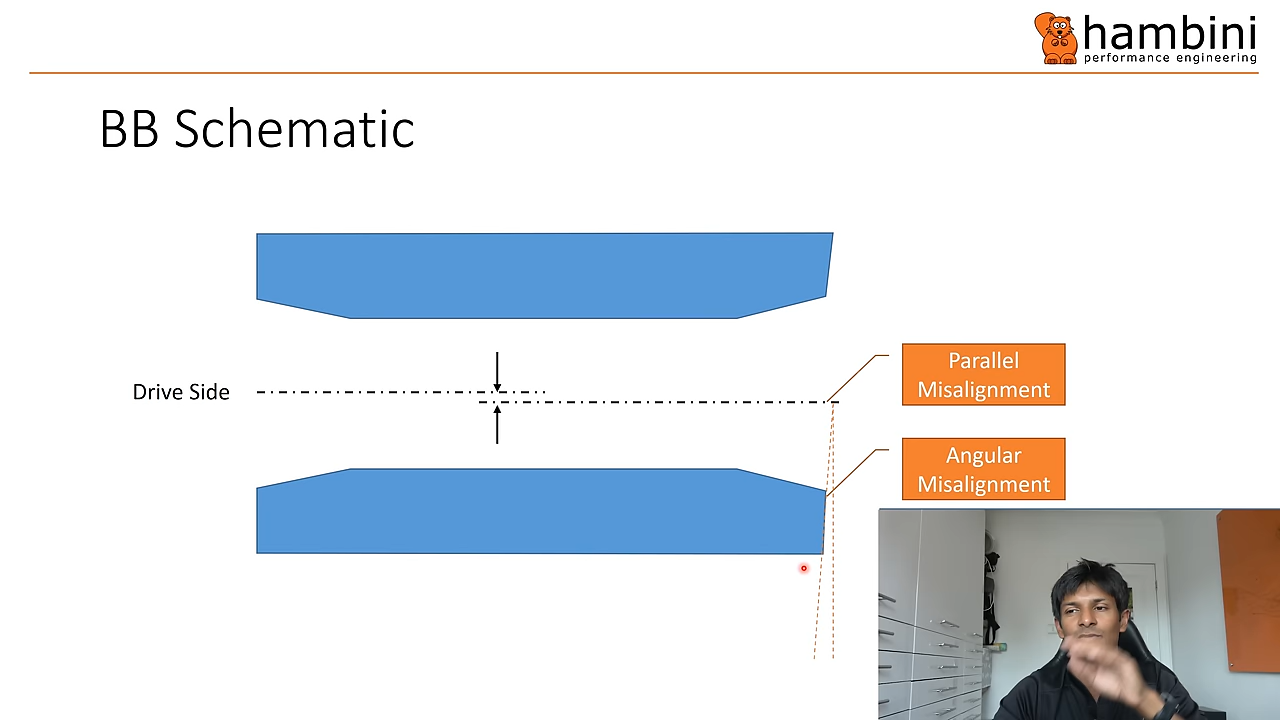 hambini
performance engineering
BB Schematic
Drive Side
Parallel
Misalignment
Angular
Misalignment